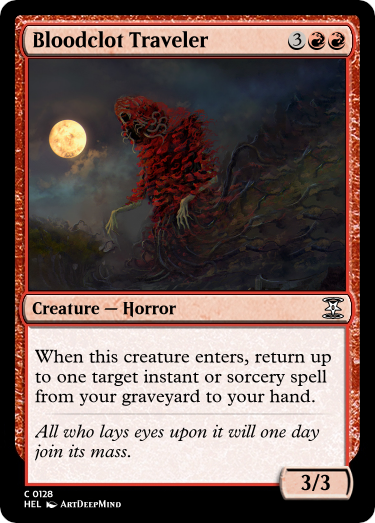 Bloodclot Traveler 3
Creature — Horror
When this creature enters, return up
to one target instant or sorcery spell
from your graveyard to your hand.
All who lays eyes upon it will one day
join its mass.
3/3
C 0128
HEL ArtDeepMind